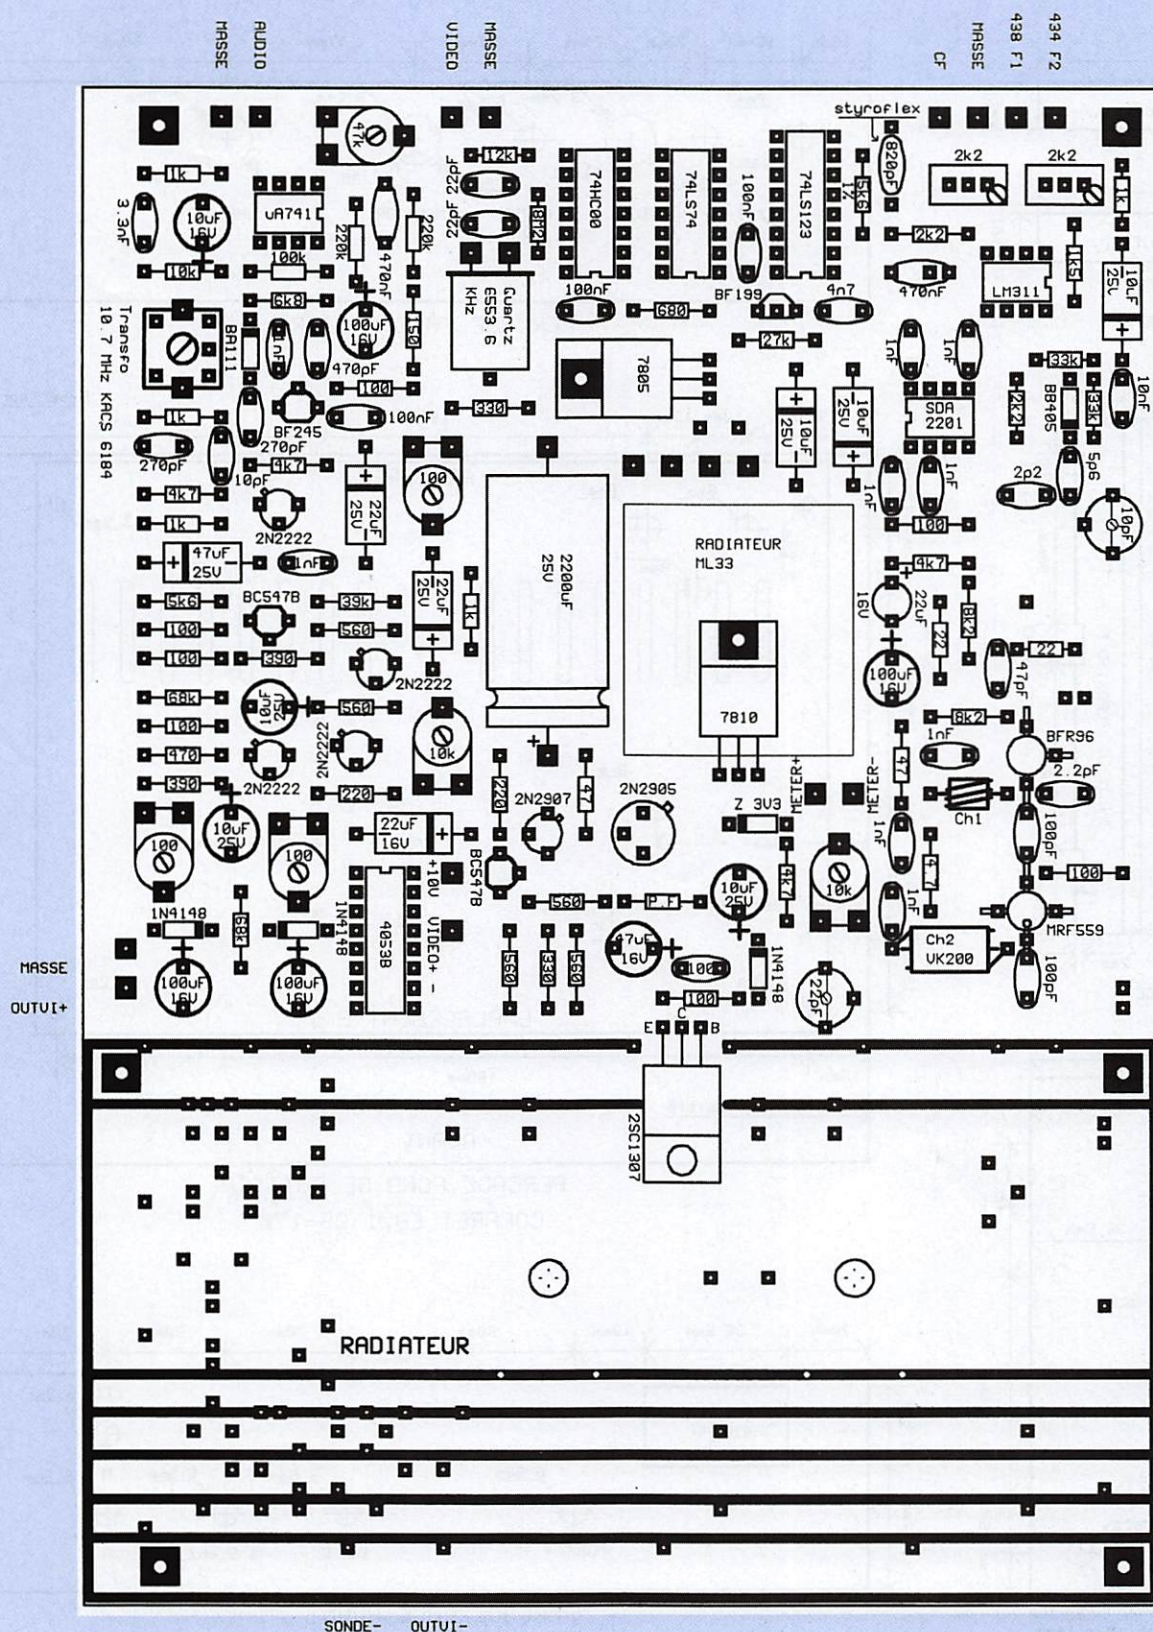 MASSE
AUDIO
VIDEO
MASSE
CF
MASSE
438 F1
434 F2
styroflex
47k
12k
820pF
2k2
2k2
1k
22pF
22pF
8M2
74HC00
74LS74
100nF
74LS123
5k6
1%
1k
3.3nF
10uF
16V
uA741
220k
470nF
220k
2k2
1k5
10k
100k
6k8
100uF
16V
150
Quartz
6553.6
KHz
100nF
680
BF199
4n7
470nF
LM311
10uF
25V
Transfo
10.7 MHz KACS 6184
BA111
1nF
470pF
100
27k
7805
1nF
1nF
33k
10nF
1k
BF245
100nF
330
10uF
25V
10uF
25V
SDA
2201
2k2
BB405
33k
270pF
10pF
270pF
4k7
100
1nF
1nF
2p2
5p6
4k7
1k
2N2222
22uF
25V
2200uF
25V
RADIATEUR
ML33
100
10pF
47uF
25V
1nF
22uF
25V
1k
4k7
5k6
BC547B
39k
16V
22uF
22
8k2
100
560
100
390
2N2222
7810
100uF
16V
47pF
22
68k
10uF
25V
560
8k2
100
2N2222
10k
1nF
BFR96
470
390
2N2222
220
220
47
METER+
METER-
47
Ch1
2.2pF
100
10uF
25V
100
22uF
16V
2N2907
2N2905
Z 3V3
1nF
100pF
BC547B
+10V
4k7
10k
4.7
100
1N4148
68k
1N4148
4053B
VIDEO+ -
560
P.F
10uF
25V
1nF
MRF559
MASSE
OUTVI+
100uF
16V
100uF
16V
560
330
560
47uF
16V
100
100
1N4148
22pF
Ch2
VK200
100pF
E
C
B
2SC1307
RADIATEUR
SONDE-
OUTVI-